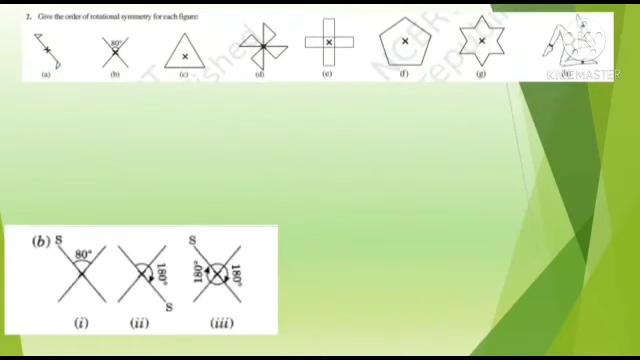 2. Give the order of rotational symmetry for each figure:
80°
(a) (b) (c) (d) (e) (f) (g) (h)
KINEMASTER
(b) S S
80° 180° 180° 180°
S
(i) (ii) (iii)